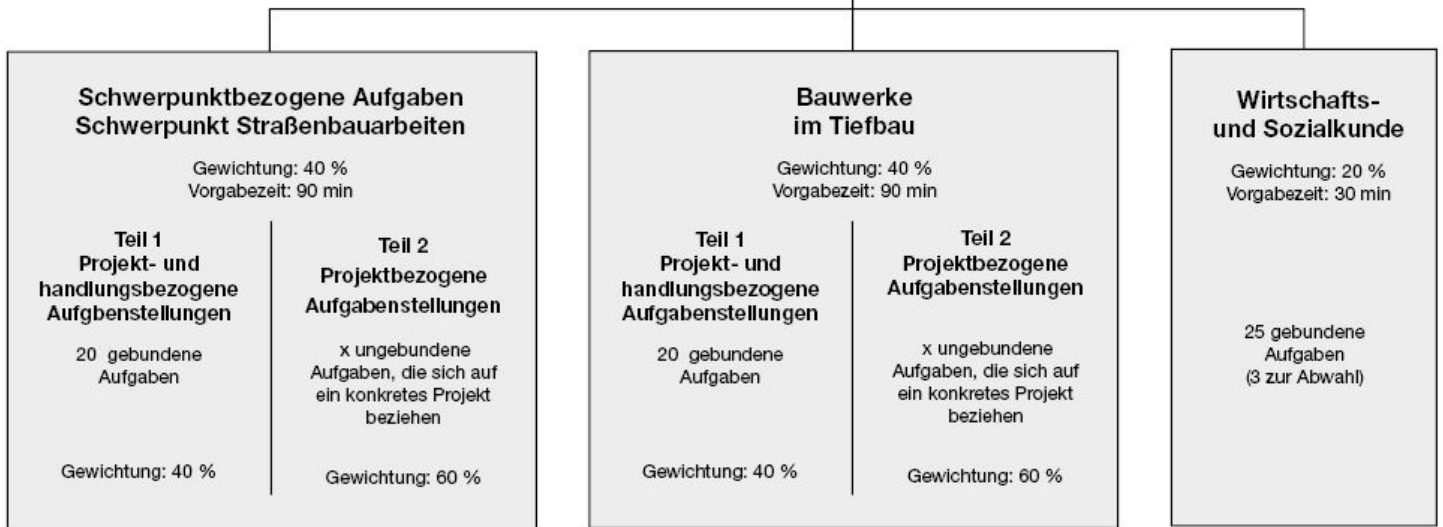 Schwerpunktbezogene Aufgaben
Schwerpunkt Straßenbauarbeiten
Gewichtung: 40 %
Vorgabezeit: 90 min
Teil 1
Projekt- und
handlungsbezogene
Aufgbenstellungen
20 gebundene
Aufgaben
Gewichtung: 40 %
Teil 2
Projektbezogene
Aufgabenstellungen
x ungebundene
Aufgaben, die sich auf
ein konkretes Projekt
beziehen
Gewichtung: 60 %
Bauwerke
im Tiefbau
Gewichtung: 40 %
Vorgabezeit: 90 min
Teil 1
Projekt- und
handlungsbezogene
Aufgabenstellungen
20 gebundene
Aufgaben
Gewichtung: 40 %
Teil 2
Projektbezogene
Aufgabenstellungen
x ungebundene
Aufgaben, die sich auf
ein konkretes Projekt
beziehen
Gewichtung: 60 %
Wirtschafts-
und Sozialkunde
Gewichtung: 20 %
Vorgabezeit: 30 min
25 gebundene
Aufgaben
(3 zur Abwahl)